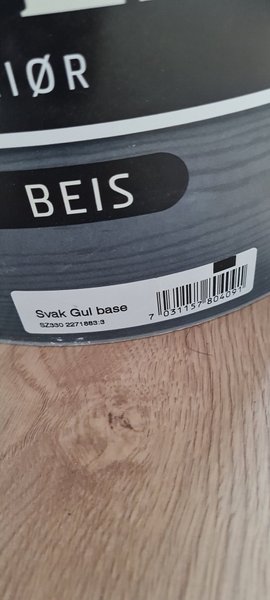 IØR
BEIS
Svak Gul base
SZ330 2271883:3
7 031157 804091